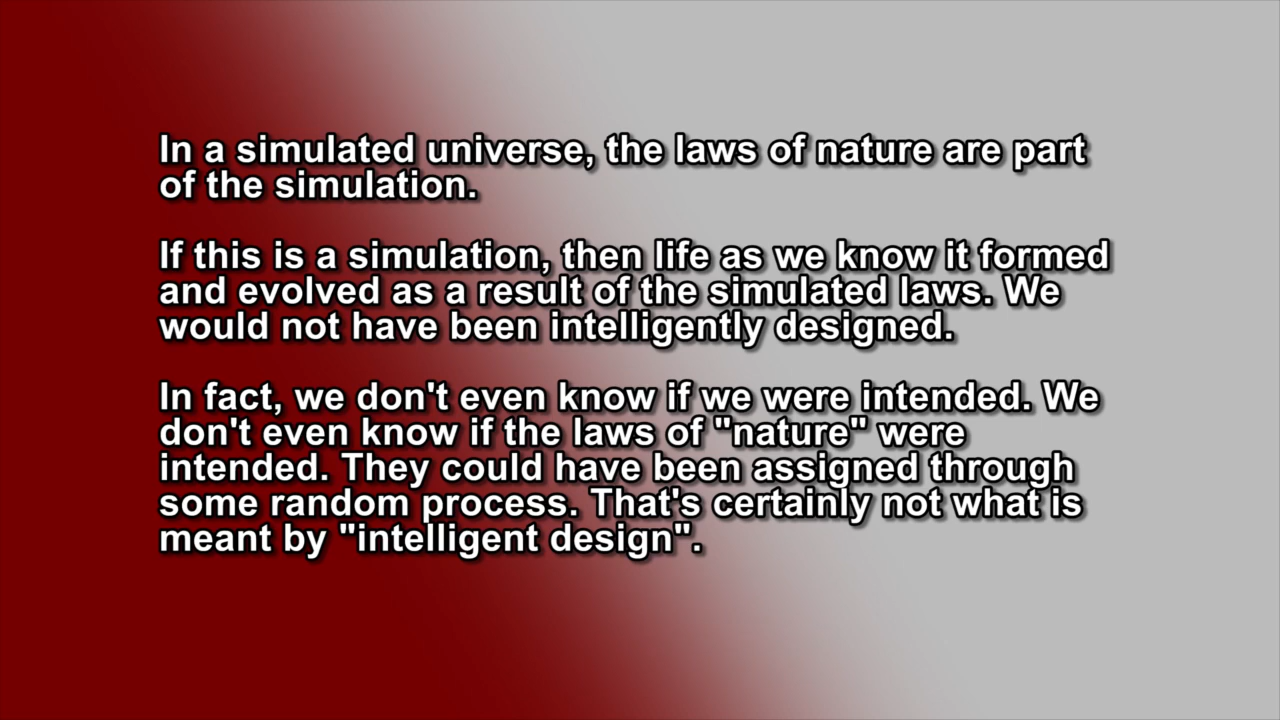 In a simulated universe, the laws of nature are part
of the simulation.
If this is a simulation, then life as we know it formed
and evolved as a result of the simulated laws. We
would not have been intelligently designed.
In fact, we don't even know if we were intended. We
don't even know if the laws of "nature" were
intended. They could have been assigned through
some random process. That's certainly not what is
meant by "intelligent design".